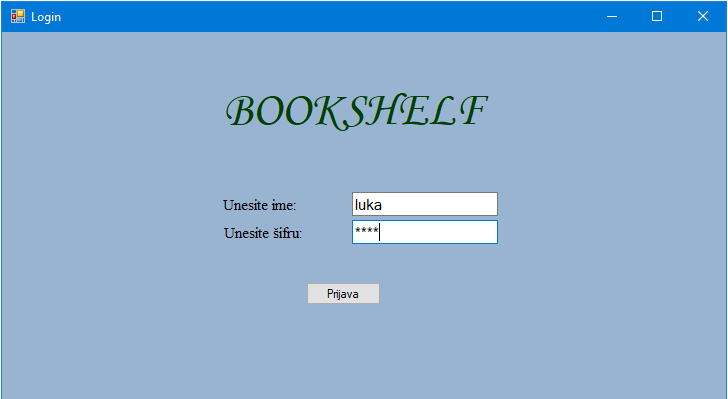 Login
BOOKSHELF
Unesite ime: luka
Unesite šifru: ****
Prijava